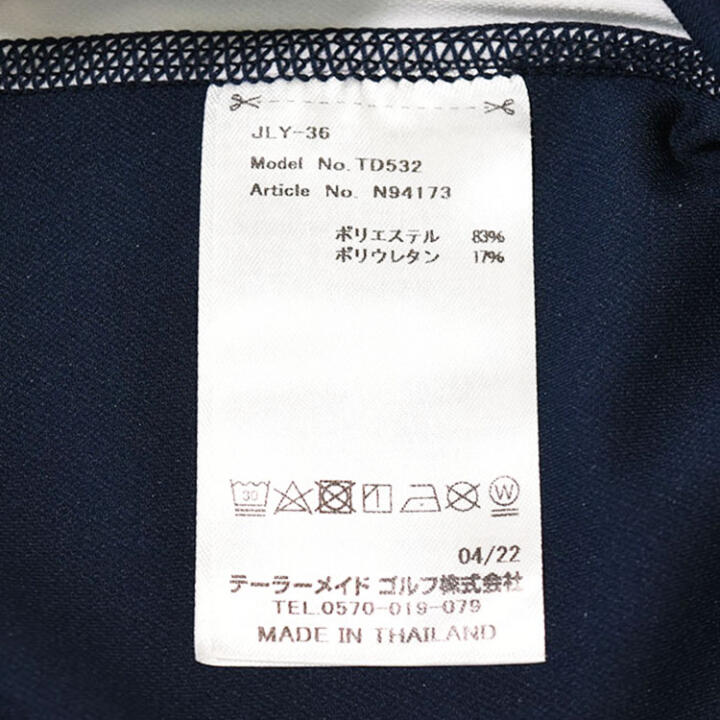 JLY-36
Model No. TD532
Article No. N94173
ポリエステル 83%
ポリウレタン 17%
30
W
04/22
テーラーメイド ゴルフ株式会社
TEL.0570-019-079
MADE IN THAILAND